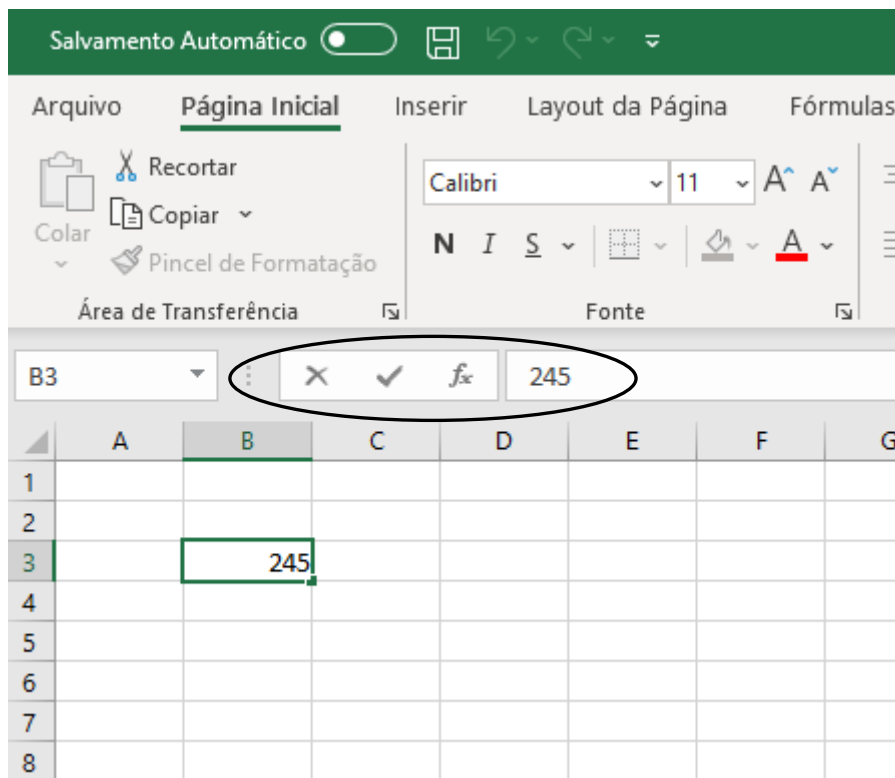 Salvamento Automático
Arquivo Página Inicial Inserir Layout da Página Fórmulas
Recortar
Copiar
Colar
Pincel de Formatação
Calibri 11 A A
N I S A
Área de Transferência Fonte
B3 fx 245
A B C D E F G
1
2
3 245
4
5
6
7
8